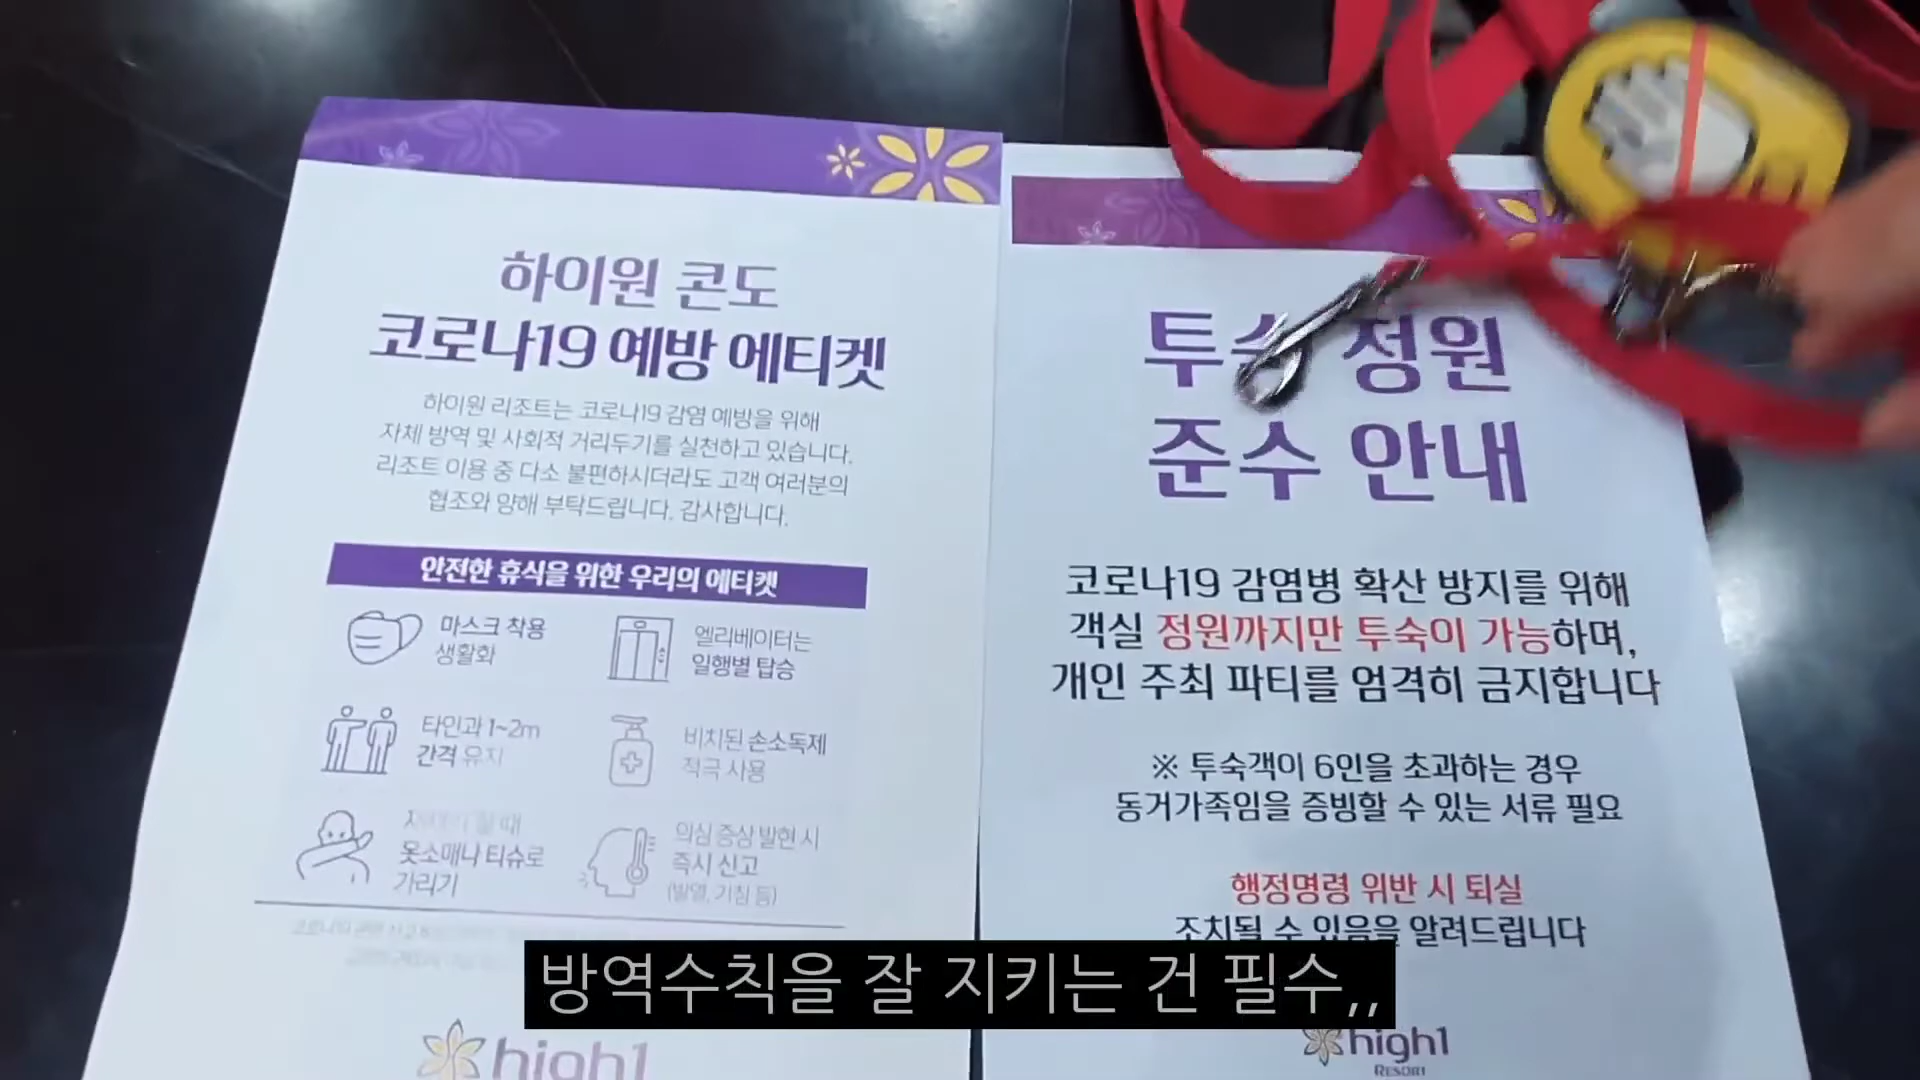 하이원 콘도
코로나19 예방 에티켓
하이원 리조트는 코로나19 감염 예방을 위해
자체 방역 및 사회적 거리두기를 실천하고 있습니다.
리조트 이용 중 다소 불편하시더라도 고객 여러분의
협조와 양해 부탁드립니다. 감사합니다.
안전한 휴식을 위한 우리의 에티켓
마스크 착용
생활화
엘리베이터는
일행별 탑승
타인과 1~2m
간격 유지
비치된 손소독제
적극 사용
할 때
옷소매나 티슈로
가리기
의심 증상 발현 시
즉시 신고
(발열, 기침 등)
high1
투숙 정원
준수 안내
코로나19 감염병 확산 방지를 위해
객실 정원까지만 투숙이 가능하며,
개인 주최 파티를 엄격히 금지합니다
※ 투숙객이 6인을 초과하는 경우
동거가족임을 증빙할 수 있는 서류 필요
행정명령 위반 시 퇴실
조치될 수 있음을 알려드립니다
high1
RESORT
방역수칙을 잘 지키는 건 필수,,